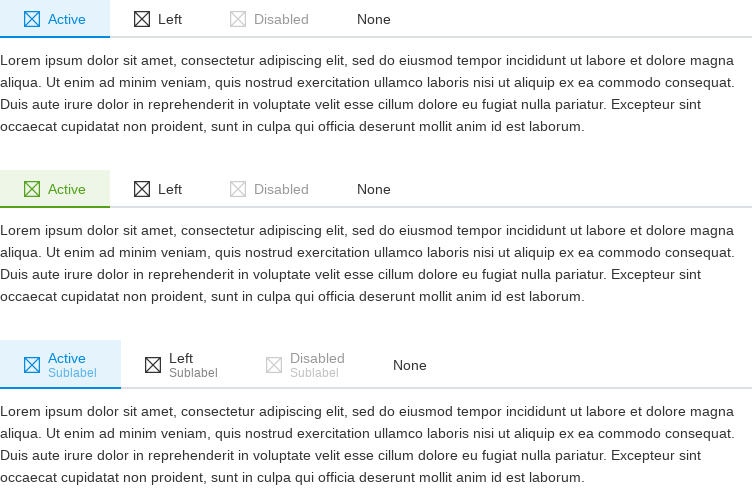 Active Left Disabled None
Lorem ipsum dolor sit amet, consectetur adipiscing elit, sed do eiusmod tempor incididunt ut labore et dolore magna
aliqua. Ut enim ad minim veniam, quis nostrud exercitation ullamco laboris nisi ut aliquip ex ea commodo consequat.
Duis aute irure dolor in reprehenderit in voluptate velit esse cillum dolore eu fugiat nulla pariatur. Excepteur sint
occaecat cupidatat non proident, sunt in culpa qui officia deserunt mollit anim id est laborum.
Active Left Disabled None
Lorem ipsum dolor sit amet, consectetur adipiscing elit, sed do eiusmod tempor incididunt ut labore et dolore magna
aliqua. Ut enim ad minim veniam, quis nostrud exercitation ullamco laboris nisi ut aliquip ex ea commodo consequat.
Duis aute irure dolor in reprehenderit in voluptate velit esse cillum dolore eu fugiat nulla pariatur. Excepteur sint
occaecat cupidatat non proident, sunt in culpa qui officia deserunt mollit anim id est laborum.
Active Left Disabled None
Sublabel Sublabel Sublabel
Lorem ipsum dolor sit amet, consectetur adipiscing elit, sed do eiusmod tempor incididunt ut labore et dolore magna
aliqua. Ut enim ad minim veniam, quis nostrud exercitation ullamco laboris nisi ut aliquip ex ea commodo consequat.
Duis aute irure dolor in reprehenderit in voluptate velit esse cillum dolore eu fugiat nulla pariatur. Excepteur sint
occaecat cupidatat non proident, sunt in culpa qui officia deserunt mollit anim id est laborum.